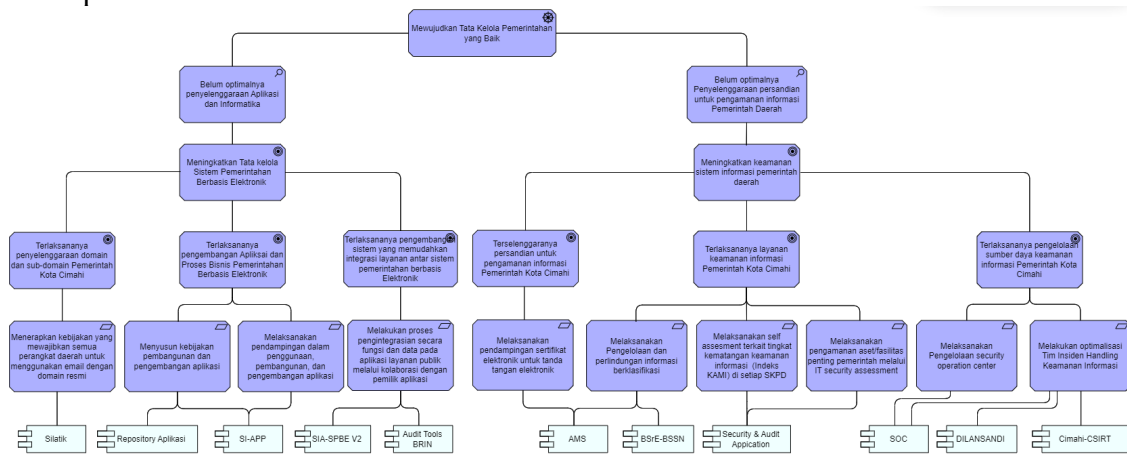 Mewujudkan Tata Kelola Pemerintahan
yang Baik
Belum optimalnya
penyelenggaraan Aplikasi
dan Informatika
Belum optimalnya
Penyelenggaraan persandian
untuk pengamanan informasi
Pemerintah Daerah
Meningkatkan Tata kelola
Sistem Pemerintahan
Berbasis Elektronik
Meningkatkan keamanan
sistem informasi pemerintah
daerah
Terlaksananya
penyelenggaraan domain
dan sub-domain Pemerintah
Kota Cimahi
Terlaksananya
pengembangan Apliksai dan
Proses Bisnis Pemerintahan
Berbasis Elektronik
Terlaksananya pengembangan
sistem yang memudahkan
integrasi layanan antar sistem
pemerintahan berbasis
Elektronik
Terselenggaranya
persandian untuk
pengamanan informasi
Pemerintah Kota Cimahi
Terlaksananya layanan
keamanan informasi
Pemerintah Kota Cimahi
Terlaksananya pengelolaan
sumber daya keamanan
informasi Pemerintah Kota
Cimahi
Menerapkan kebijakan yang
mewajibkan semua
perangkat daerah untuk
menggunakan email dengan
domain resmi
Menyusun kebijakan
pembangunan dan
pengembangan aplikasi
Melaksanakan
pendampingan dalam
penggunaan,
pembangunan, dan
pengembangan aplikasi
Melakukan proses
pengintegrasian secara
fungsi dan data pada
aplikasi layanan publik
melalui kolaborasi dengan
pemilik aplikasi
Melaksanakan
pendampingan sertifikat
elektronik untuk tanda
tangan elektronik
Melaksanakan
Pengelolaan dan
perlindungan informasi
berklasifikasi
Melaksanakan self
assesment terkait tingkat
kematangan keamanan
informasi (Indeks
KAMI) di setiap SKPD
Melaksanakan
pengamanan aset/fasilitas
penting pemerintah melalui
IT security assessment
Melaksanakan
Pengelolaan security
operation center
Melakukan optimalisasi
Tim Insiden Handling
Keamanan Informasi
Silatik
Repository Aplikasi
SI-APP
SIA-SPBE V2
Audit Tools
BRIN
AMS
BSrE-BSSN
Security & Audit
Appication
SOC
DILANSANDI
Cimahi-CSIRT